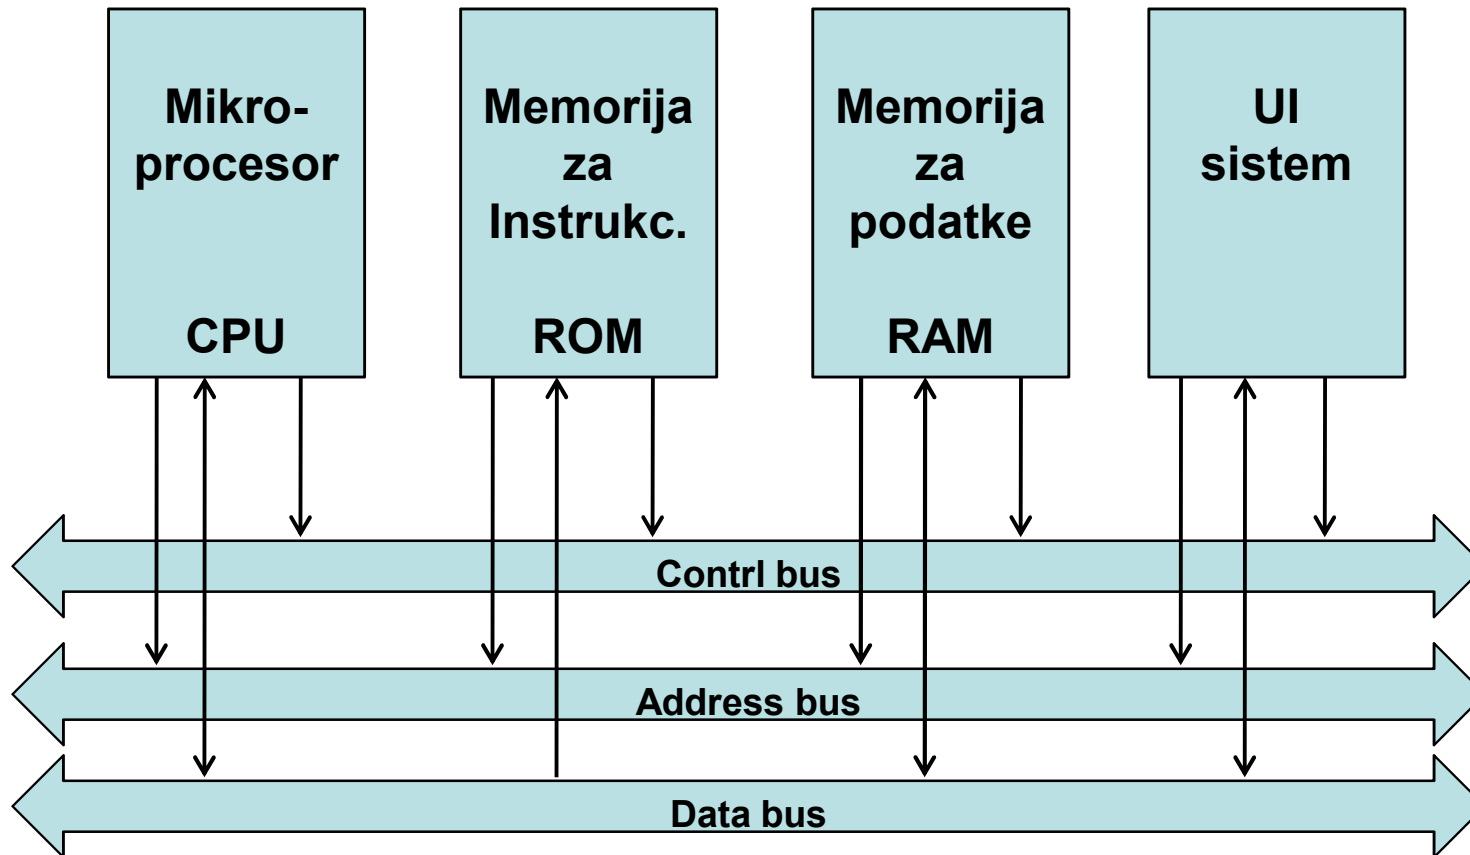 Mikro-
procesor
CPU
Memorija
za
Instrukc.
ROM
Memorija
za
podatke
RAM
UI
sistem
Contrl bus
Address bus
Data bus